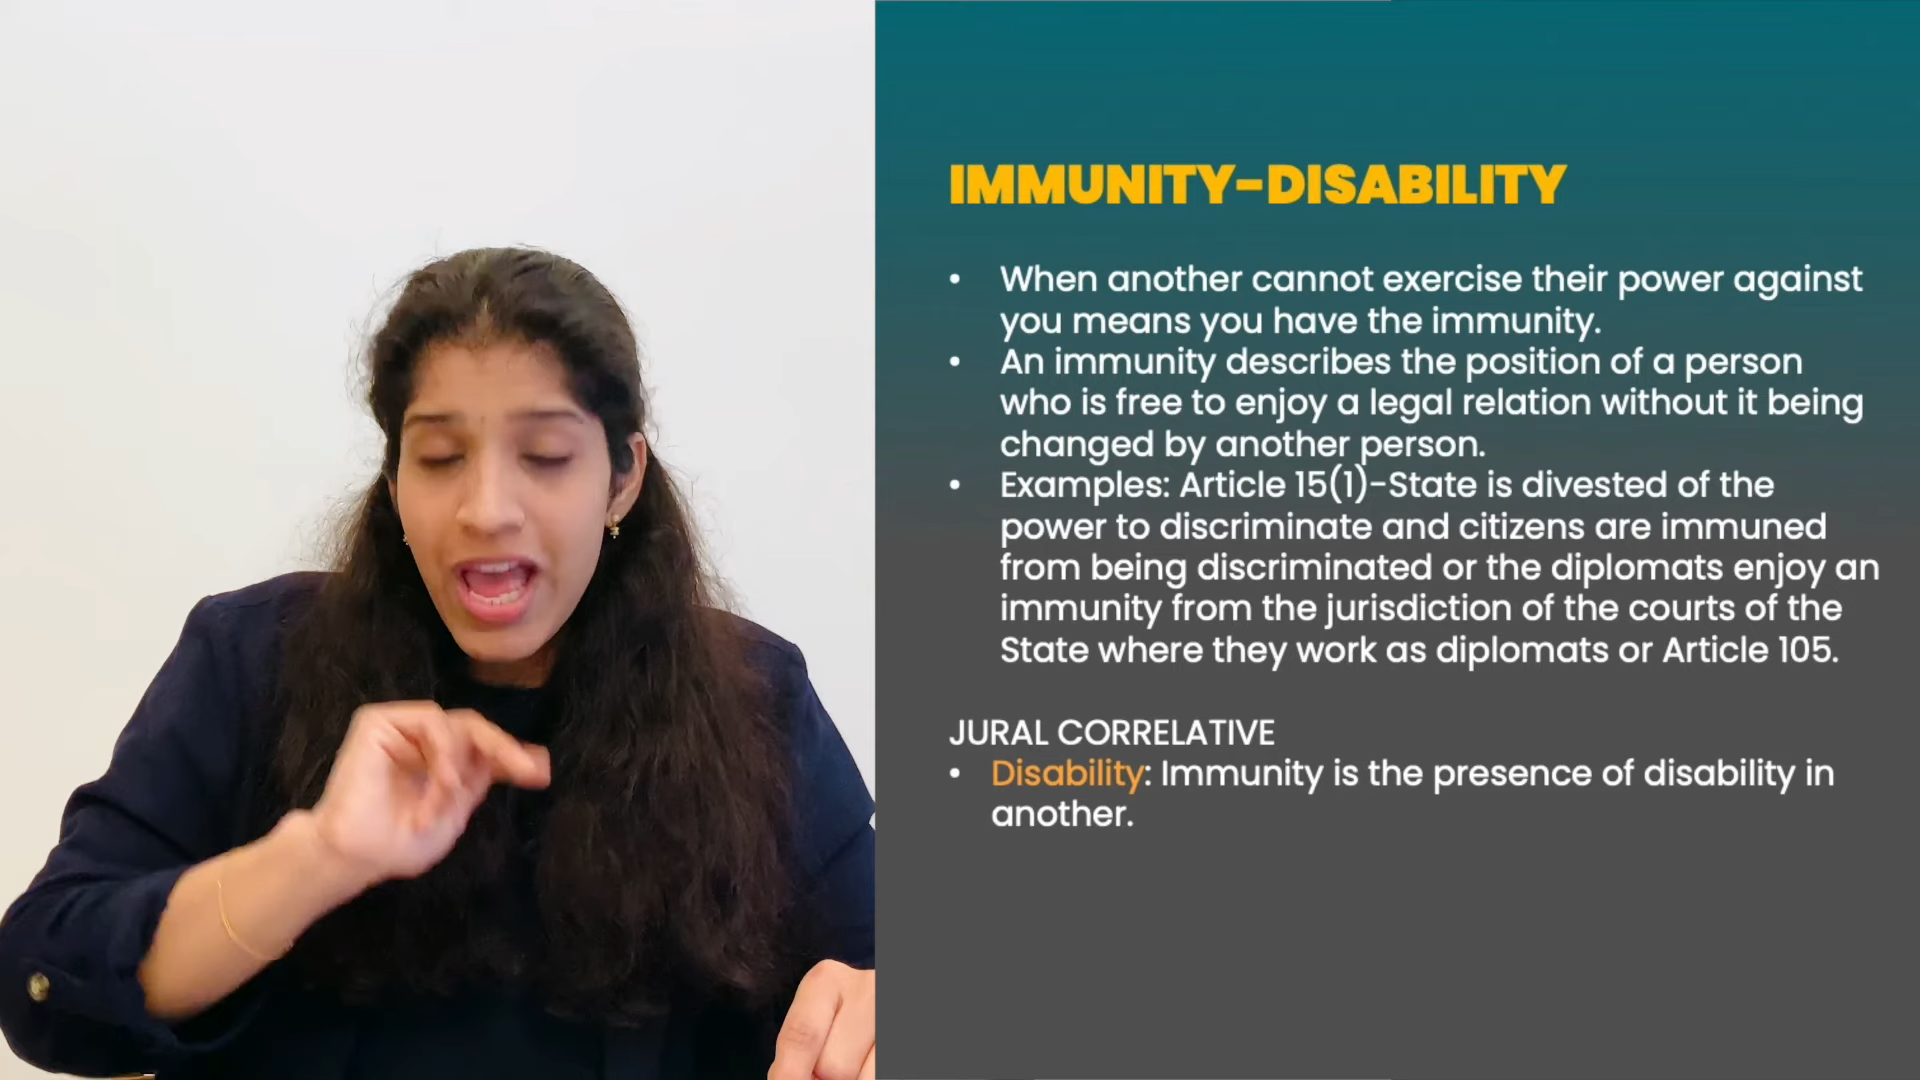 IMMUNITY-DISABILITY
• When another cannot exercise their power against
you means you have the immunity.
• An immunity describes the position of a person
who is free to enjoy a legal relation without it being
changed by another person.
• Examples: Article 15(1)-State is divested of the
power to discriminate and citizens are immuned
from being discriminated or the diplomats enjoy an
immunity from the jurisdiction of the courts of the
State where they work as diplomats or Article 105.
JURAL CORRELATIVE
• Disability: Immunity is the presence of disability in
another.